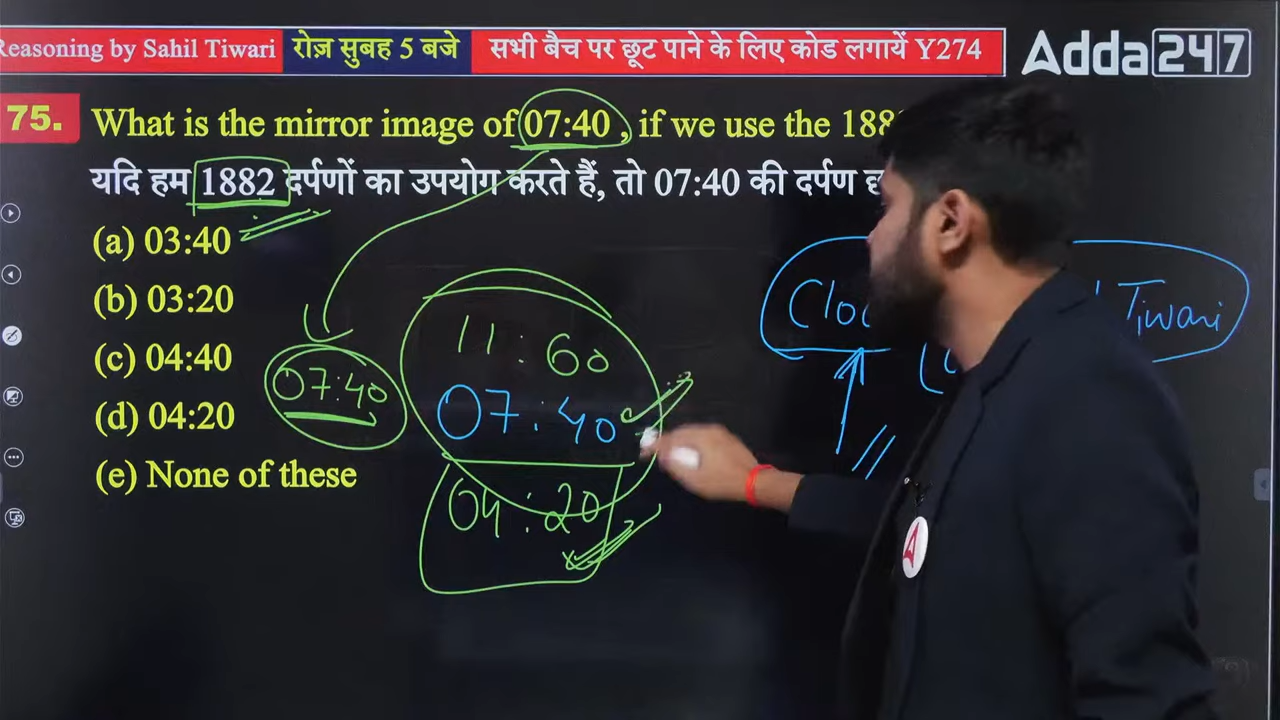 Reasoning by Sahil Tiwari रोज़ सुबह 5 बजे सभी बैच पर छूट पाने के लिए कोड लगायें Y274 Adda247
75. What is the mirror image of 07:40 , if we use the
यदि हम 1882 दर्पणों का उपयोग करते हैं, तो 07:40 की दर्पण
(a) 03:40
(b) 03:20
(c) 04:40
(d) 04:20
(e) None of these
07:40
11:60
07:40
04:20
Tiwari